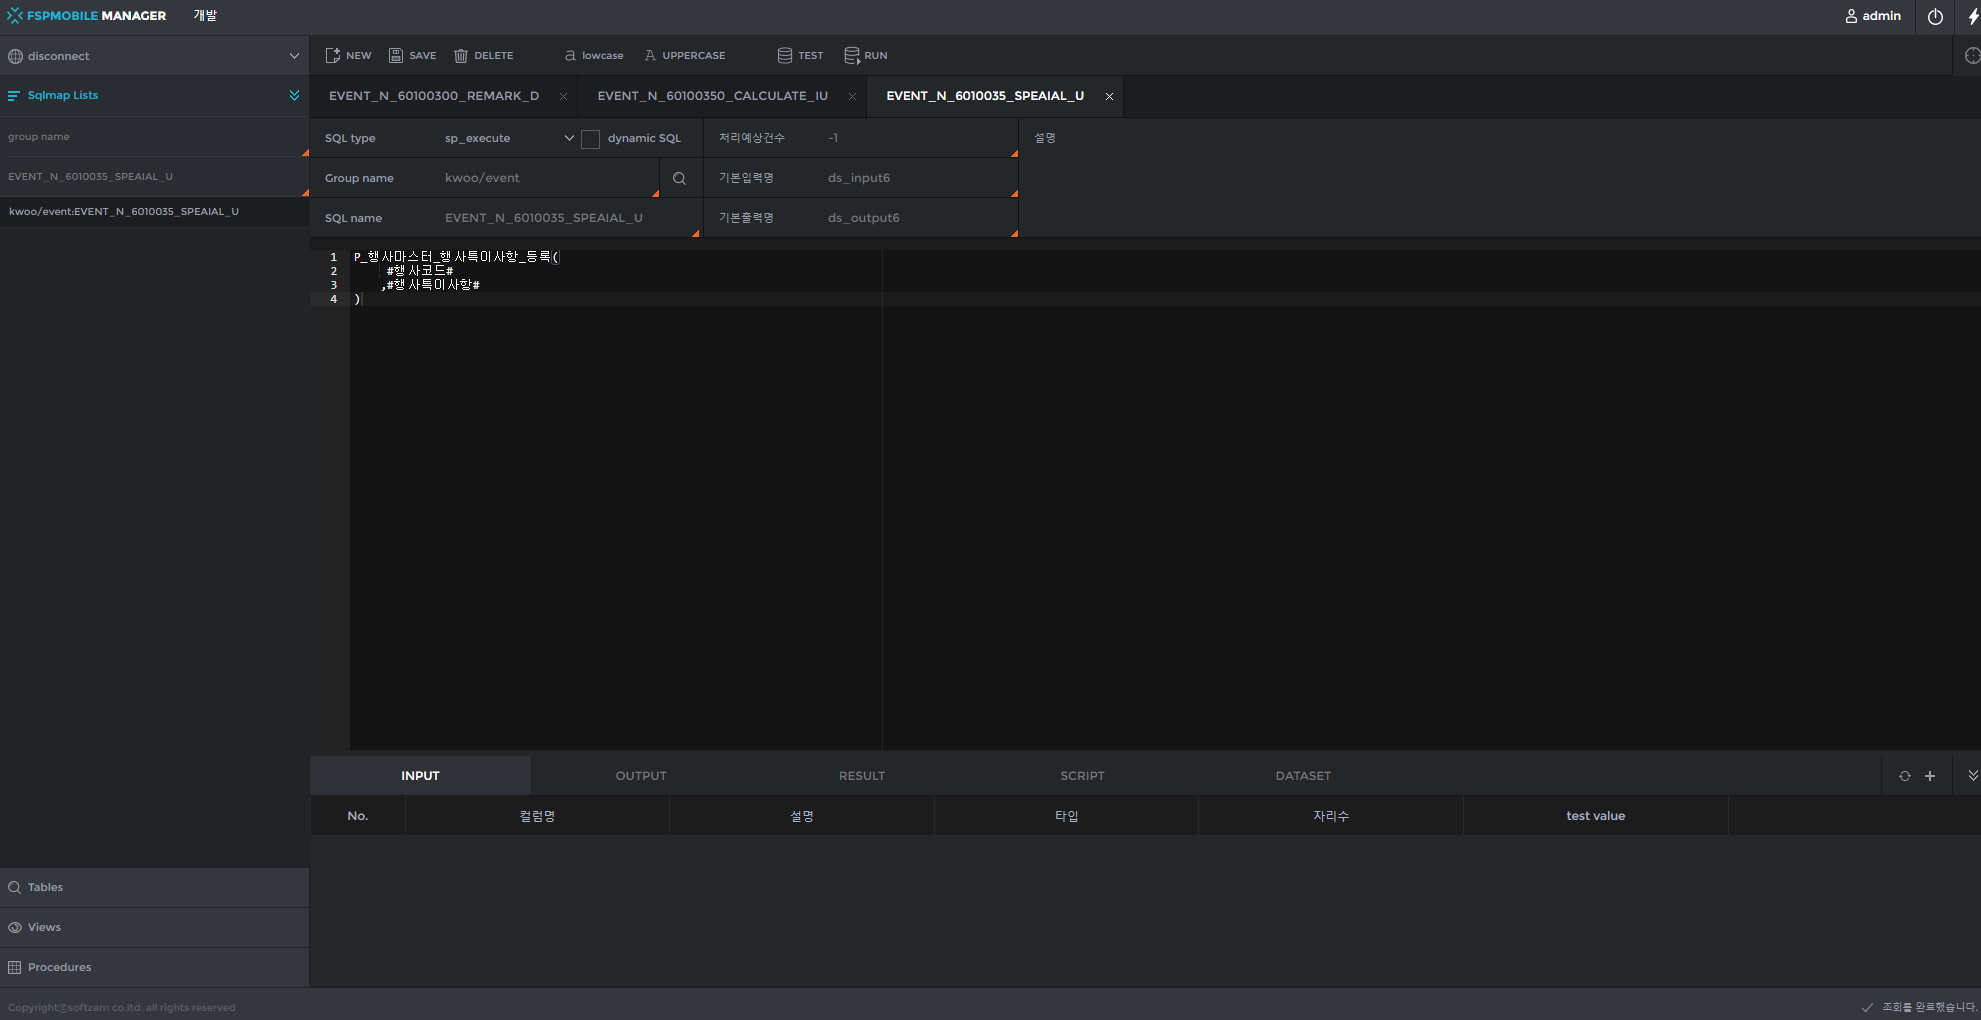 FSPMOBILE MANAGER 개발 admin
disconnect
NEW SAVE DELETE a lowcase A UPPERCASE TEST RUN
Sqlmap Lists
EVENT_N_60100300_REMARK_D EVENT_N_60100350_CALCULATE_IU EVENT_N_6010035_SPEAIAL_U
group name
EVENT_N_6010035_SPEAIAL_U
kwoo/event:EVENT_N_6010035_SPEAIAL_U
SQL type sp_execute dynamic SQL 처리예상건수 -1 설명
Group name kwoo/event 기본입력명 ds_input6
SQL name EVENT_N_6010035_SPEAIAL_U 기본출력명 ds_output6
1 P_행사마스터_행사특이사항_등록(
2 #행사코드#
3 ,#행사특이사항#
4 )
INPUT OUTPUT RESULT SCRIPT DATASET
No. 컬럼명 설명 타입 자리수 test value
Tables
Views
Procedures
Copyright©softzam co.ltd. all rights reserved 조회를 완료했습니다.